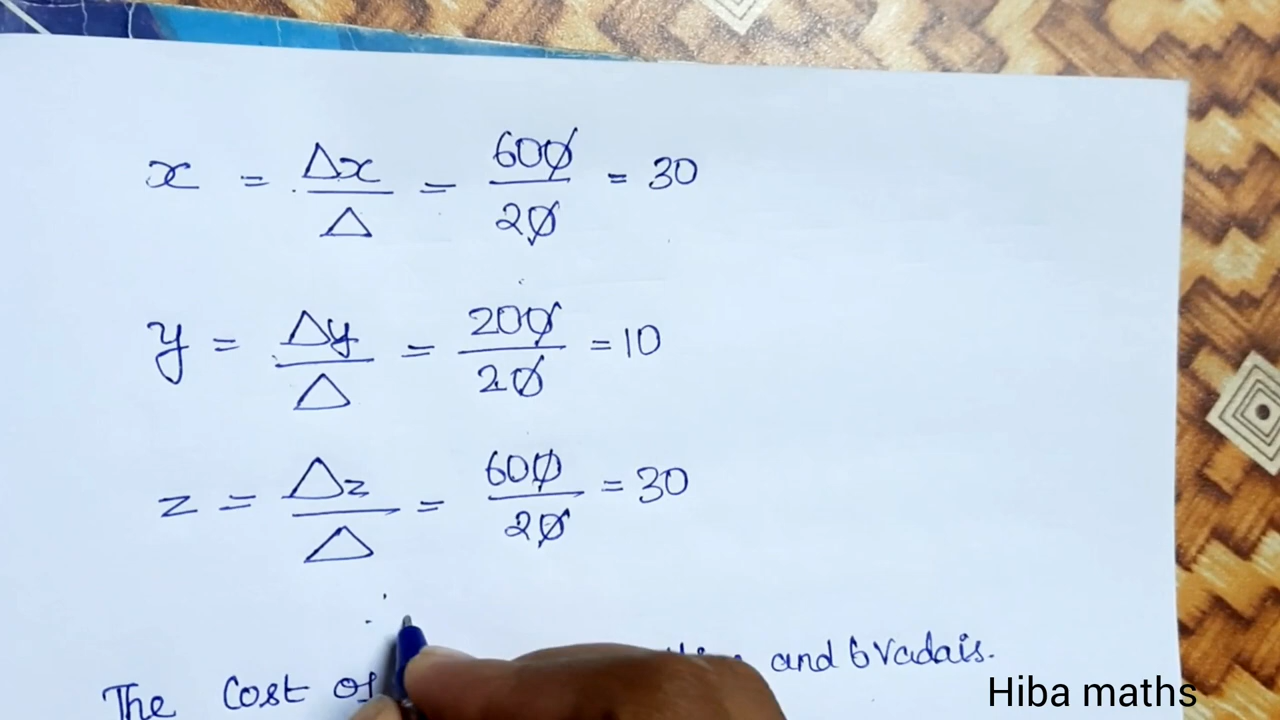 x = Δx/Δ = 600/20 = 30
y = Δy/Δ = 200/20 = 10
z = Δz/Δ = 600/20 = 30
The Cost of and 6 Vadais.
Hiba maths